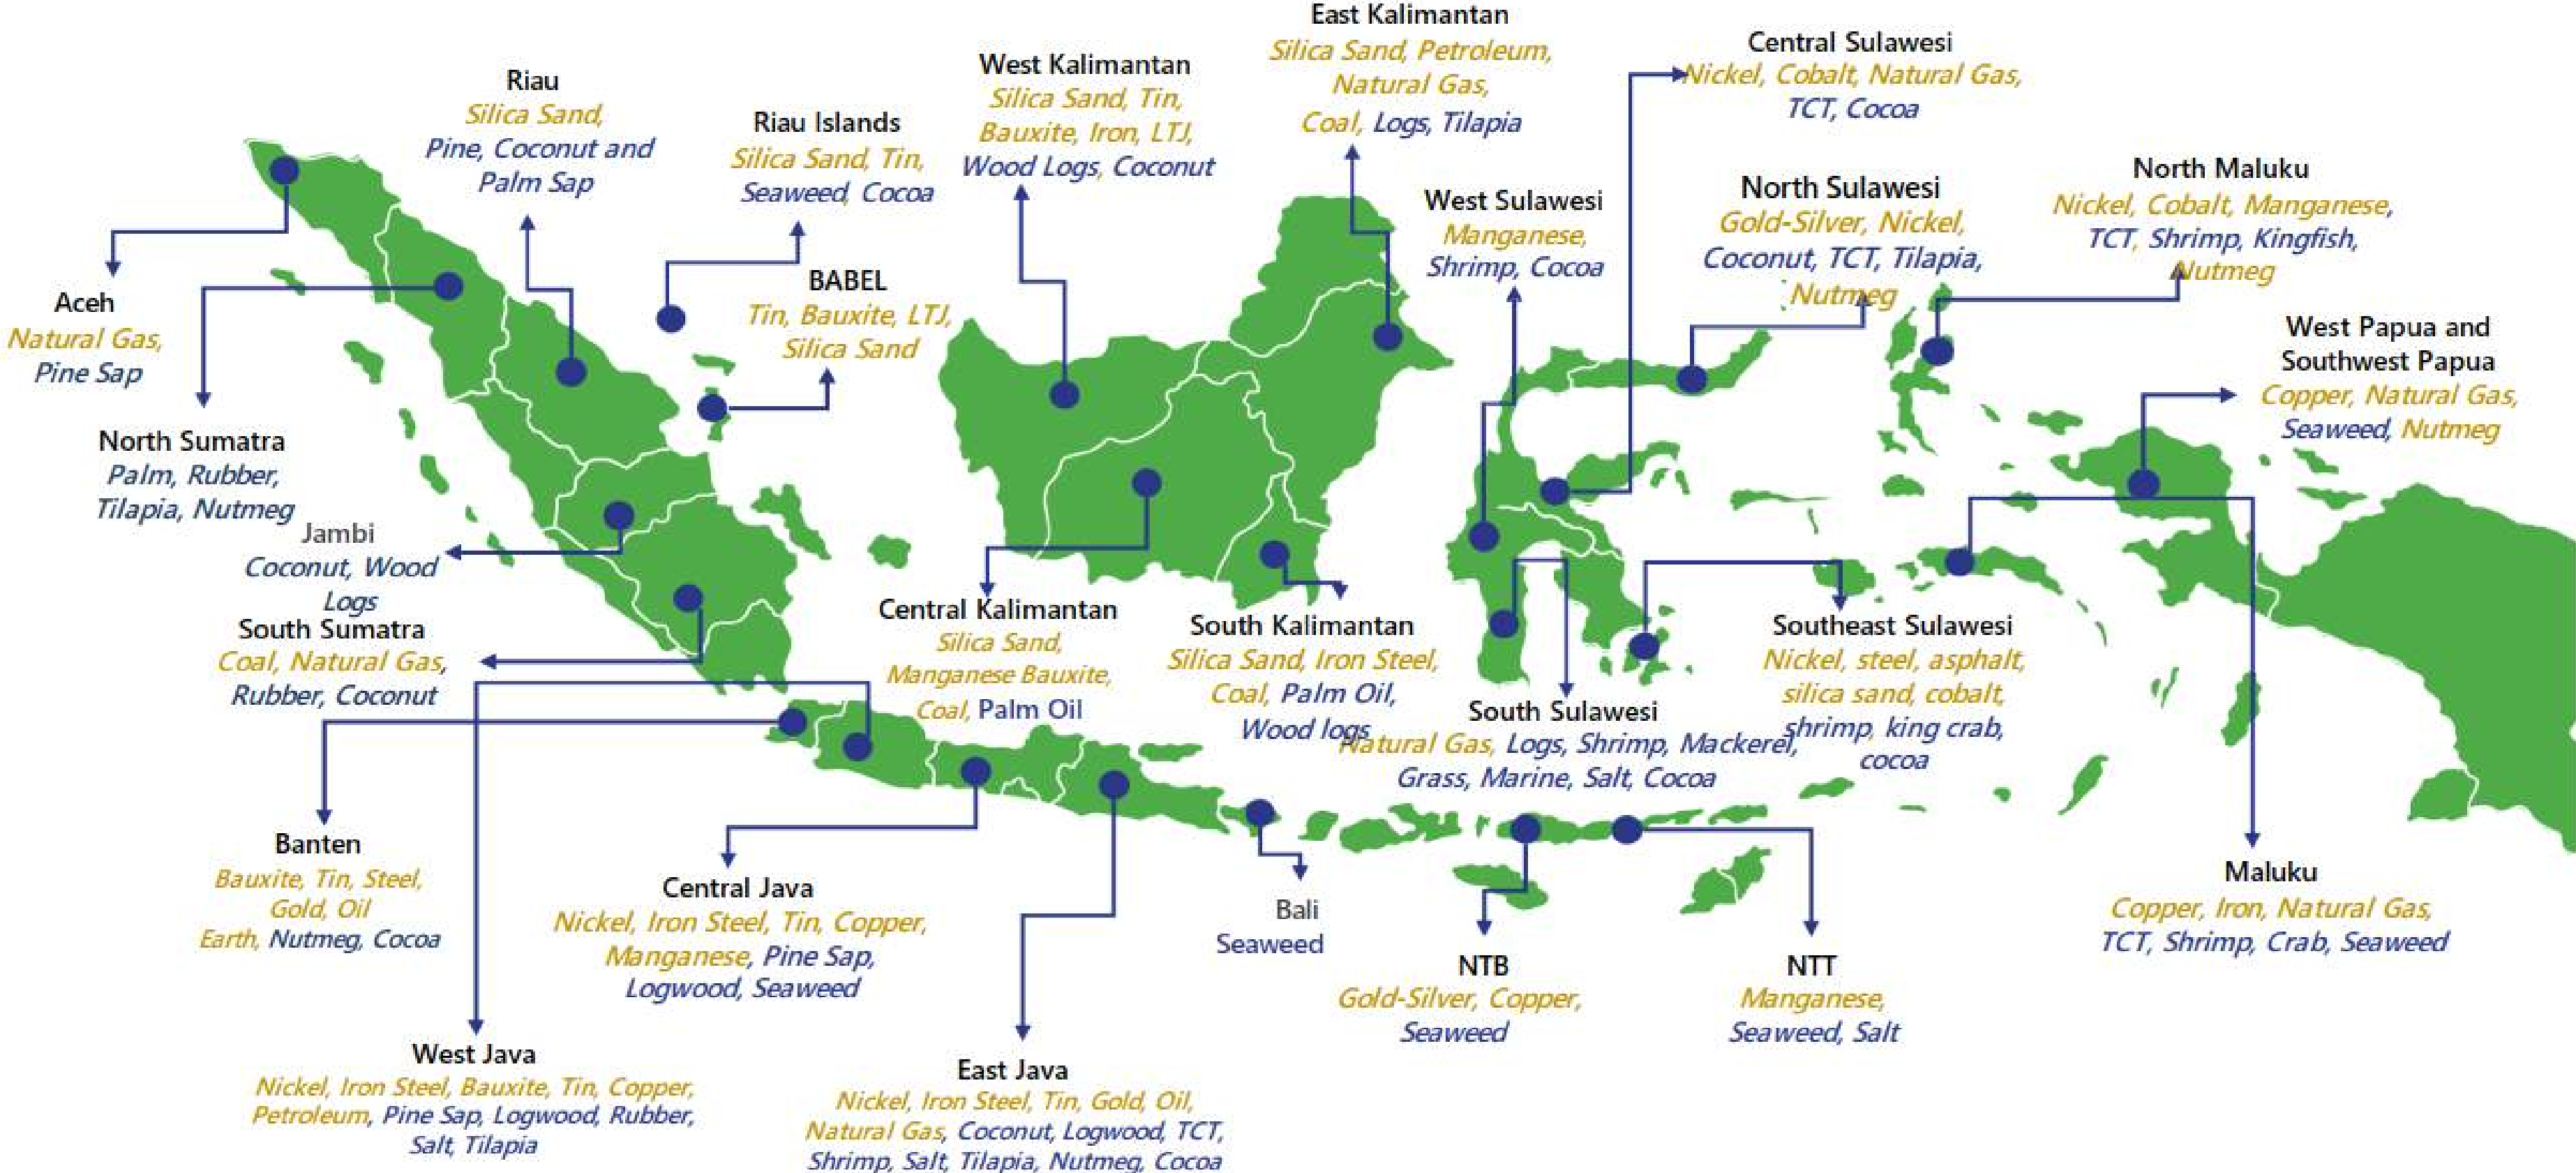 East Kalimantan
Silica Sand, Petroleum,
Natural Gas,
Coal, Logs, Tilapia
Central Sulawesi
Nickel, Cobalt, Natural Gas,
TCT, Cocoa
West Kalimantan
Silica Sand, Tin,
Bauxite, Iron, LTJ,
Wood Logs, Coconut
Riau
Silica Sand,
Pine, Coconut and
Palm Sap
Riau Islands
Silica Sand, Tin,
Seaweed, Cocoa
West Sulawesi
Manganese,
Shrimp, Cocoa
North Sulawesi
Gold-Silver, Nickel,
Coconut, TCT, Tilapia,
Nutmeg
North Maluku
Nickel, Cobalt, Manganese,
TCT, Shrimp, Kingfish,
Nutmeg
BABEL
Tin, Bauxite, LTJ,
Silica Sand
Aceh
Natural Gas,
Pine Sap
West Papua and
Southwest Papua
Copper, Natural Gas,
Seaweed, Nutmeg
North Sumatra
Palm, Rubber,
Tilapia, Nutmeg
Jambi
Coconut, Wood
Logs
South Sumatra
Coal, Natural Gas,
Rubber, Coconut
Central Kalimantan
Silica Sand,
Manganese Bauxite,
Coal, Palm Oil
South Kalimantan
Silica Sand, Iron Steel,
Coal, Palm Oil,
Wood logs
South Sulawesi
Natural Gas, Logs, Shrimp, Mackerel,
Grass, Marine, Salt, Cocoa
Southeast Sulawesi
Nickel, steel, asphalt,
silica sand, cobalt,
shrimp, king crab,
cocoa
Banten
Bauxite, Tin, Steel,
Gold, Oil
Earth, Nutmeg, Cocoa
Central Java
Nickel, Iron Steel, Tin, Copper,
Manganese, Pine Sap,
Logwood, Seaweed
Bali
Seaweed
NTB
Gold-Silver, Copper,
Seaweed
NTT
Manganese,
Seaweed, Salt
Maluku
Copper, Iron, Natural Gas,
TCT, Shrimp, Crab, Seaweed
West Java
Nickel, Iron Steel, Bauxite, Tin, Copper,
Petroleum, Pine Sap, Logwood, Rubber,
Salt, Tilapia
East Java
Nickel, Iron Steel, Tin, Gold, Oil,
Natural Gas, Coconut, Logwood, TCT,
Shrimp, Salt, Tilapia, Nutmeg, Cocoa